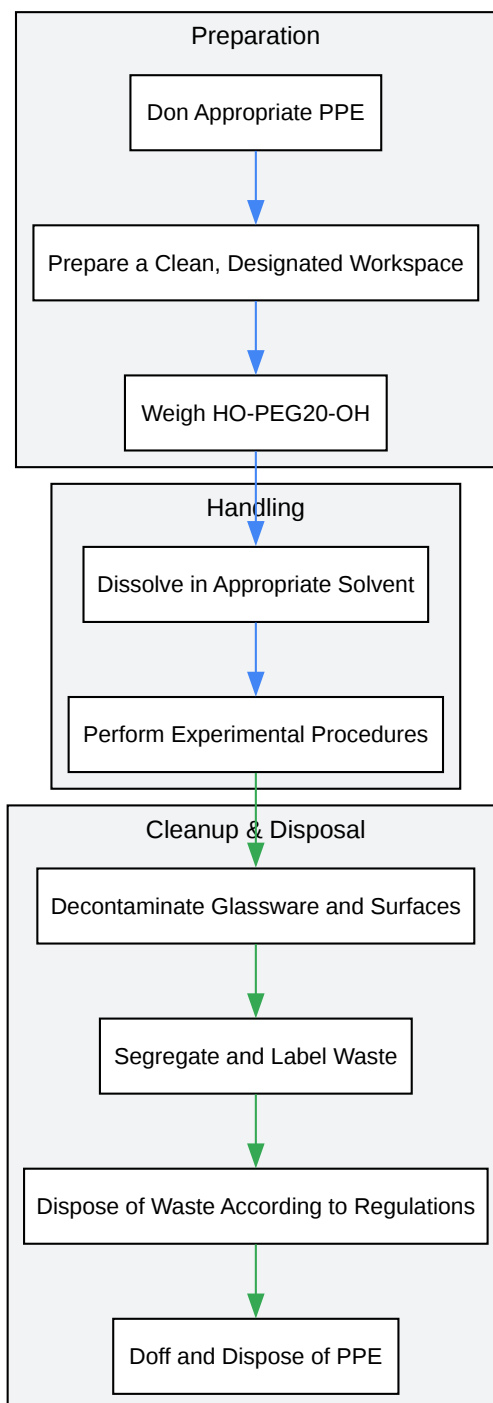 Preparation
Don Appropriate PPE
Prepare a Clean, Designated Workspace
Weigh HO-PEG20-OH
Handling
Dissolve in Appropriate Solvent
Perform Experimental Procedures
Cleanup & Disposal
Decontaminate Glassware and Surfaces
Segregate and Label Waste
Dispose of Waste According to Regulations
Doff and Dispose of PPE